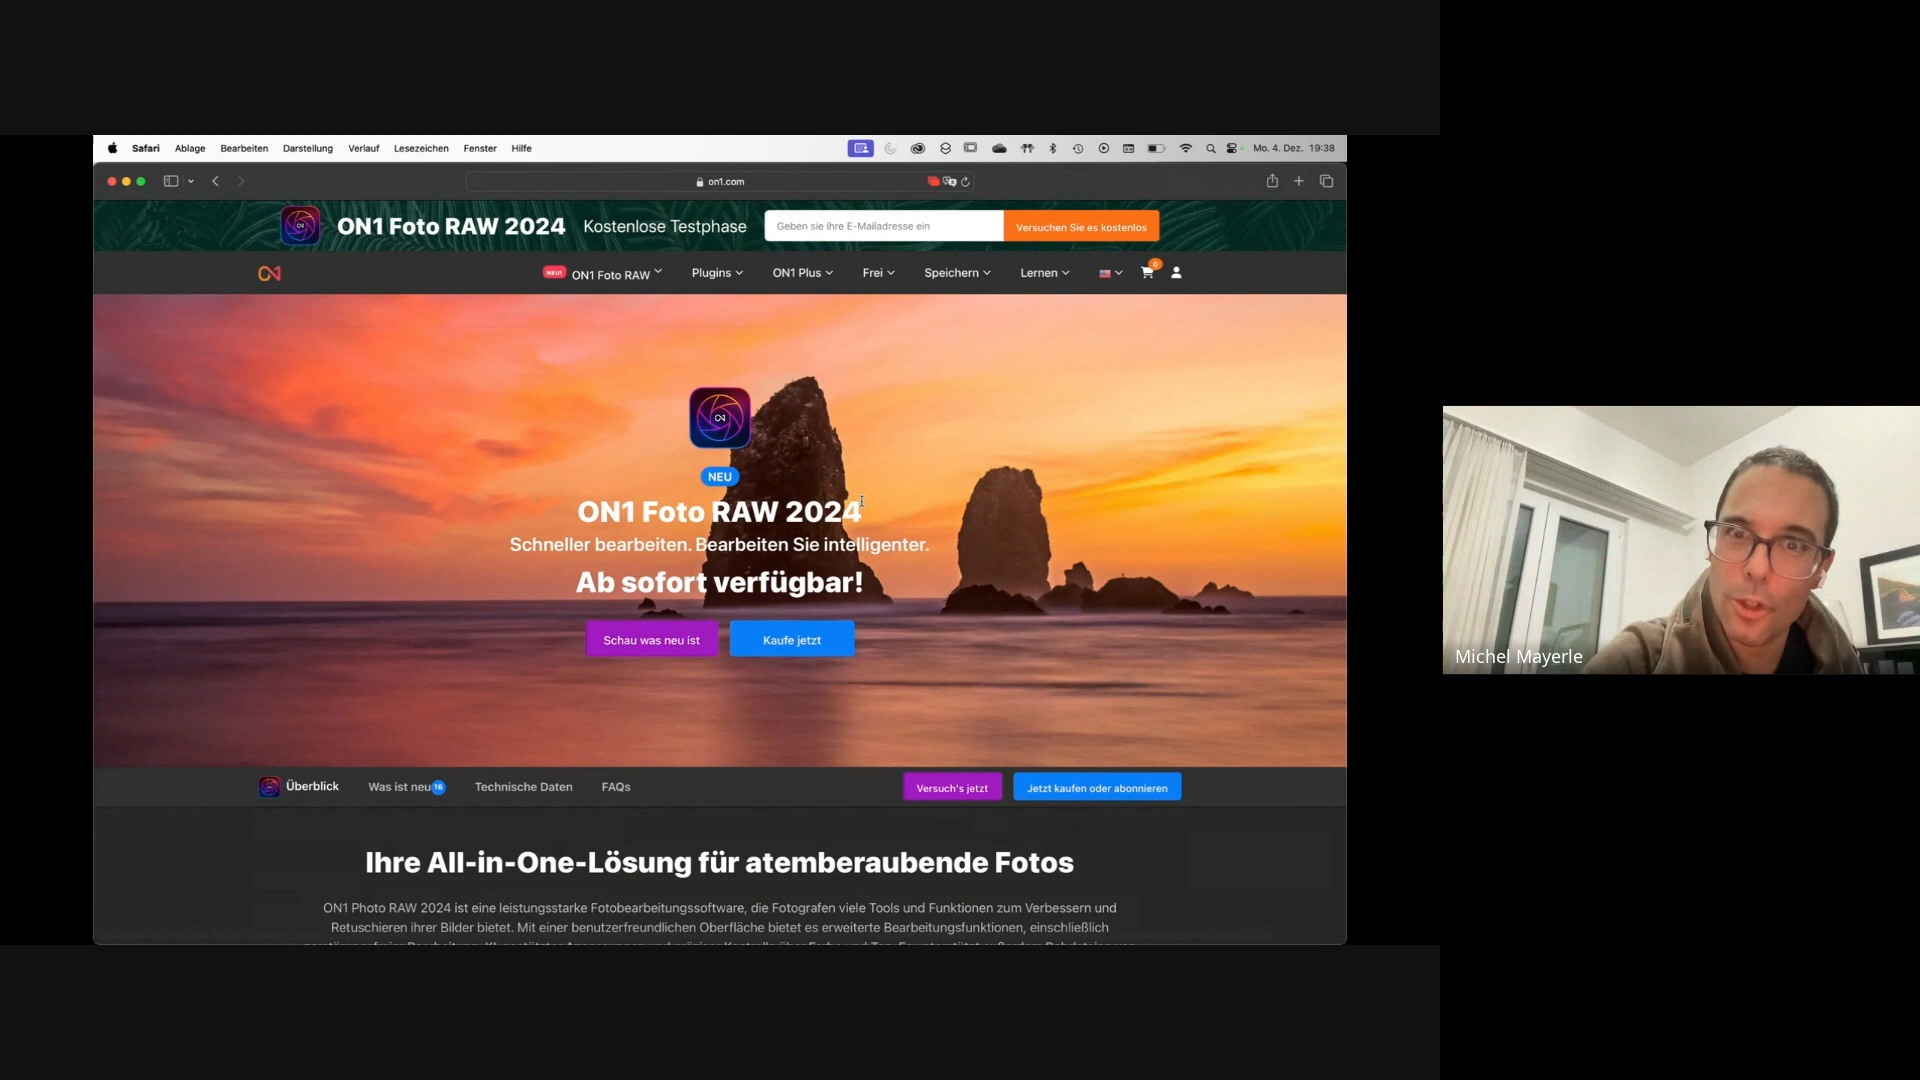 Safari Ablage Bearbeiten Darstellung Verlauf Lesezeichen Fenster Hilfe Mo. 4. Dez. 19:38
on1.com
ON1 Foto RAW 2024 Kostenlose Testphase Geben sie ihre E-Mailadresse ein Versuchen Sie es kostenlos
NEU! ON1 Foto RAW Plugins ON1 Plus Frei Speichern Lernen 0
NEU
ON1 Foto RAW 2024
Schneller bearbeiten. Bearbeiten Sie intelligenter.
Ab sofort verfügbar!
Schau was neu ist Kaufe jetzt
Michel Mayerle
Überblick Was ist neu 16 Technische Daten FAQs Versuch's jetzt Jetzt kaufen oder abonnieren
Ihre All-in-One-Lösung für atemberaubende Fotos
ON1 Photo RAW 2024 ist eine leistungsstarke Fotobearbeitungssoftware, die Fotografen viele Tools und Funktionen zum Verbessern und
Retuschieren ihrer Bilder bietet. Mit einer benutzerfreundlichen Oberfläche bietet es erweiterte Bearbeitungsfunktionen, einschließlich